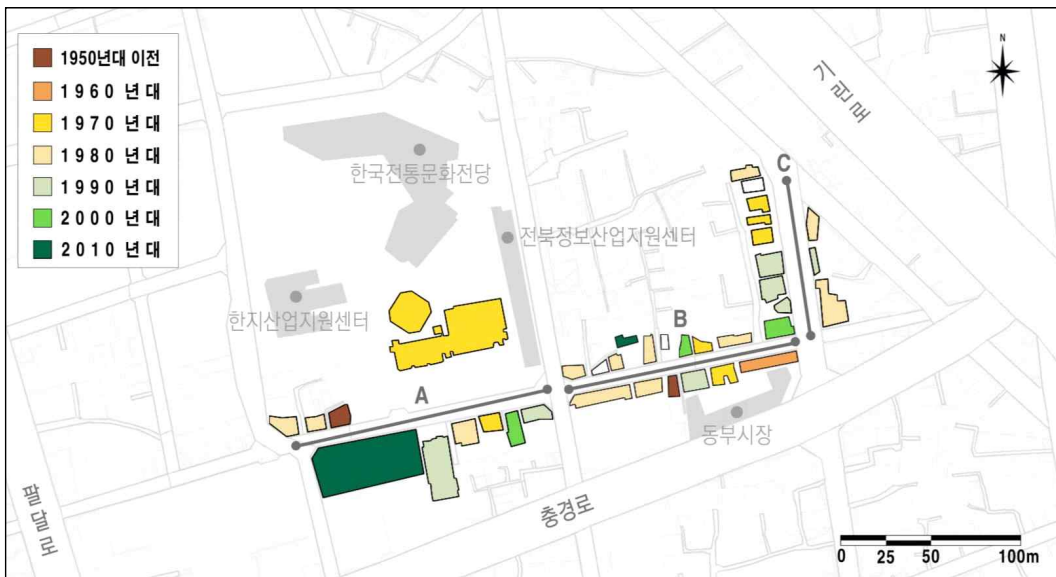 1950년대 이전
1960년대
1970년대
1980년대
1990년대
2000년대
2010년대
N
기린로
한국전통문화전당
C
전북정보산업지원센터
한지산업지원센터
B
A
동부시장
충경로
팔달로
0 25 50 100m